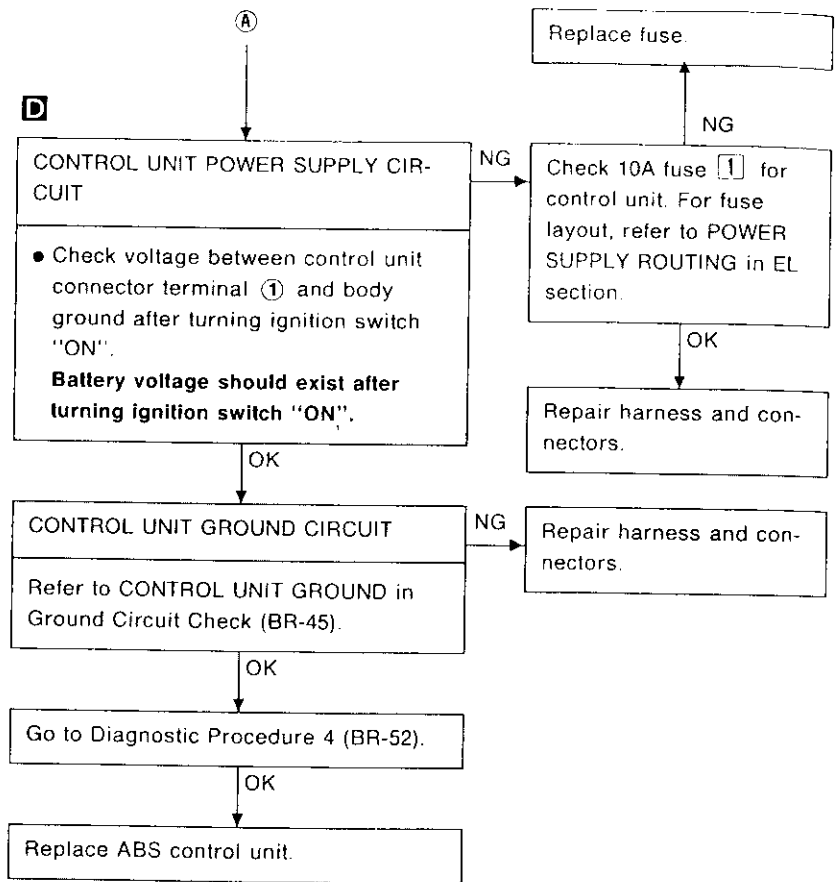 Ⓐ
Replace fuse.
D
NG
CONTROL UNIT POWER SUPPLY CIR-
CUIT
NG
Check 10A fuse 1 for
control unit. For fuse
layout, refer to POWER
SUPPLY ROUTING in EL
section.
● Check voltage between control unit
connector terminal ① and body
ground after turning ignition switch
"ON".
Battery voltage should exist after
turning ignition switch "ON".
OK
Repair harness and con-
nectors.
OK
CONTROL UNIT GROUND CIRCUIT
NG
Repair harness and con-
nectors.
Refer to CONTROL UNIT GROUND in
Ground Circuit Check (BR-45).
OK
Go to Diagnostic Procedure 4 (BR-52).
OK
Replace ABS control unit.